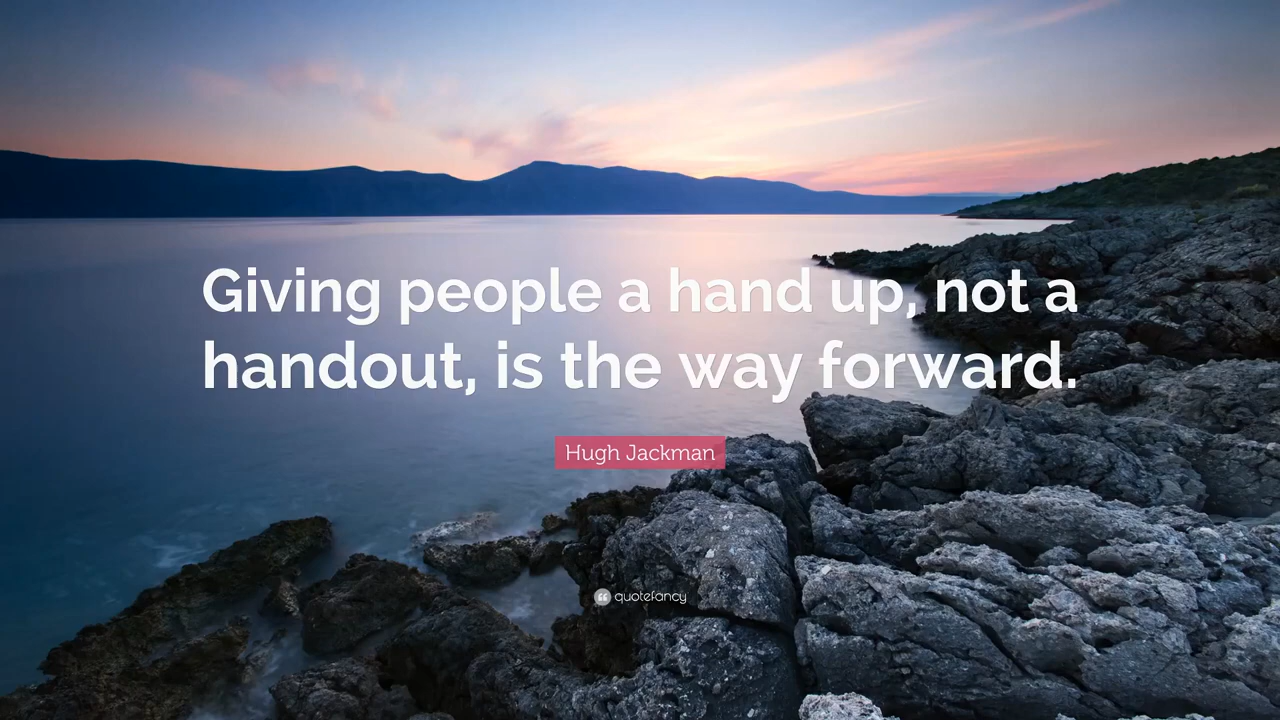 Giving people a hand up, not a
handout, is the way forward.
Hugh Jackman
quotefancy